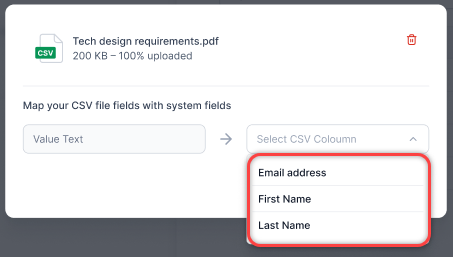 Tech design requirements.pdf
CSV
200 KB – 100% uploaded
Map your CSV file fields with system fields
Value Text
Select CSV Coloumn
Email address
First Name
Last Name